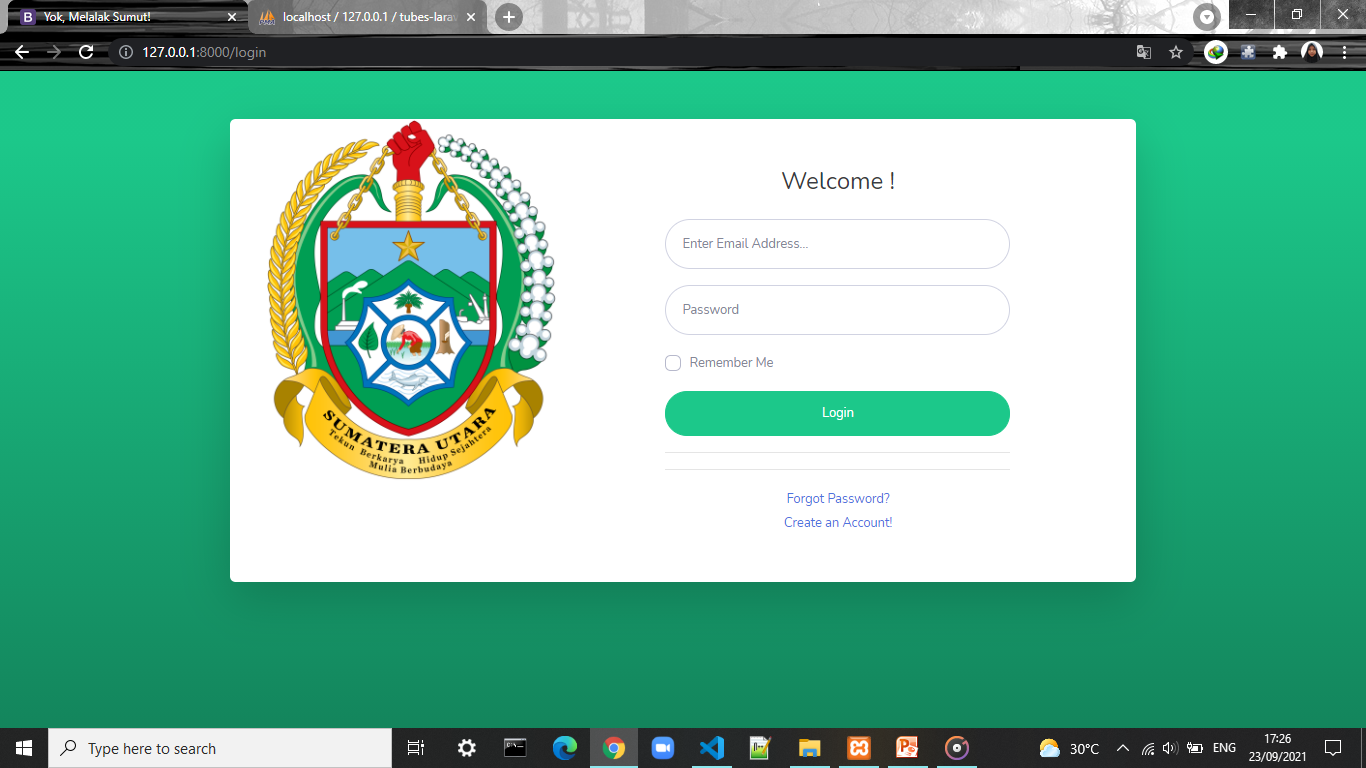 Yok, Melalak Sumut!
localhost / 127.0.0.1 / tubes-lara
127.0.0.1:8000/login
Welcome !
Enter Email Address...
Password
Remember Me
Login
Forgot Password?
Create an Account!
SUMATERA UTARA
Tekun Berkarya Hidup Sejahtera
Mulia Berbudaya
Type here to search
30°C
ENG
17:26
23/09/2021